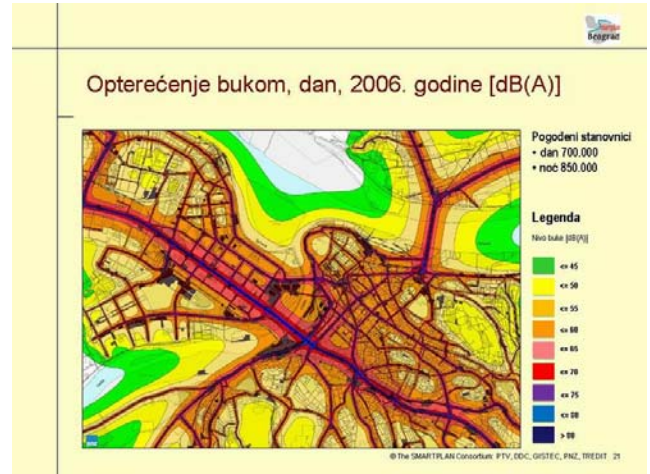 Beograd
Opterećenje bukom, dan, 2006. godine [dB(A)]
Pogođeni stanovnici
• dan 700.000
• noć 850.000
Legenda
Nivo buke [dB(A)]
<= 45
<= 50
<= 55
<= 60
<= 65
<= 70
<= 75
<= 80
> 80
© The SMARTPLAN Consortium: PTV, DDC, GISTEC, PNZ, TREDIT 21